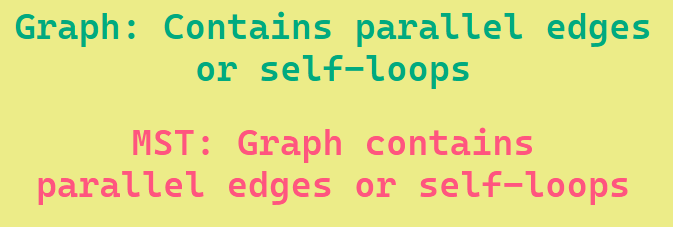 Graph: Contains parallel edges
or self-loops
MST: Graph contains
parallel edges or self-loops